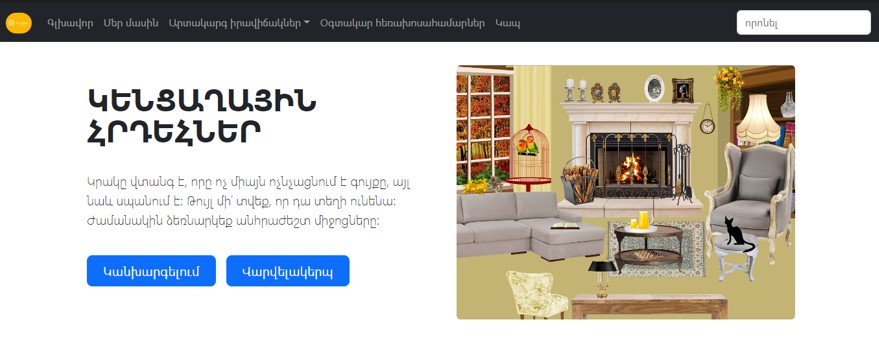 Գլխավոր Մեր մասին Արտակարգ իրավիճակներ Օգտակար հեռախոսահամարներ Կապ որոնել
ԿԵՆՑԱՂԱՅԻՆ
ՀՐԴԵՀՆԵՐ
Կրակը վտանգ է, որը ոչ միայն ոչնչացնում է գույքը, այլ
նաև սպանում է: Թույլ մի՛ տվեք, որ դա տեղի ունենա:
Ժամանակին ձեռնարկեք անհրաժեշտ միջոցները:
Կանխարգելում Վարվելակերպ